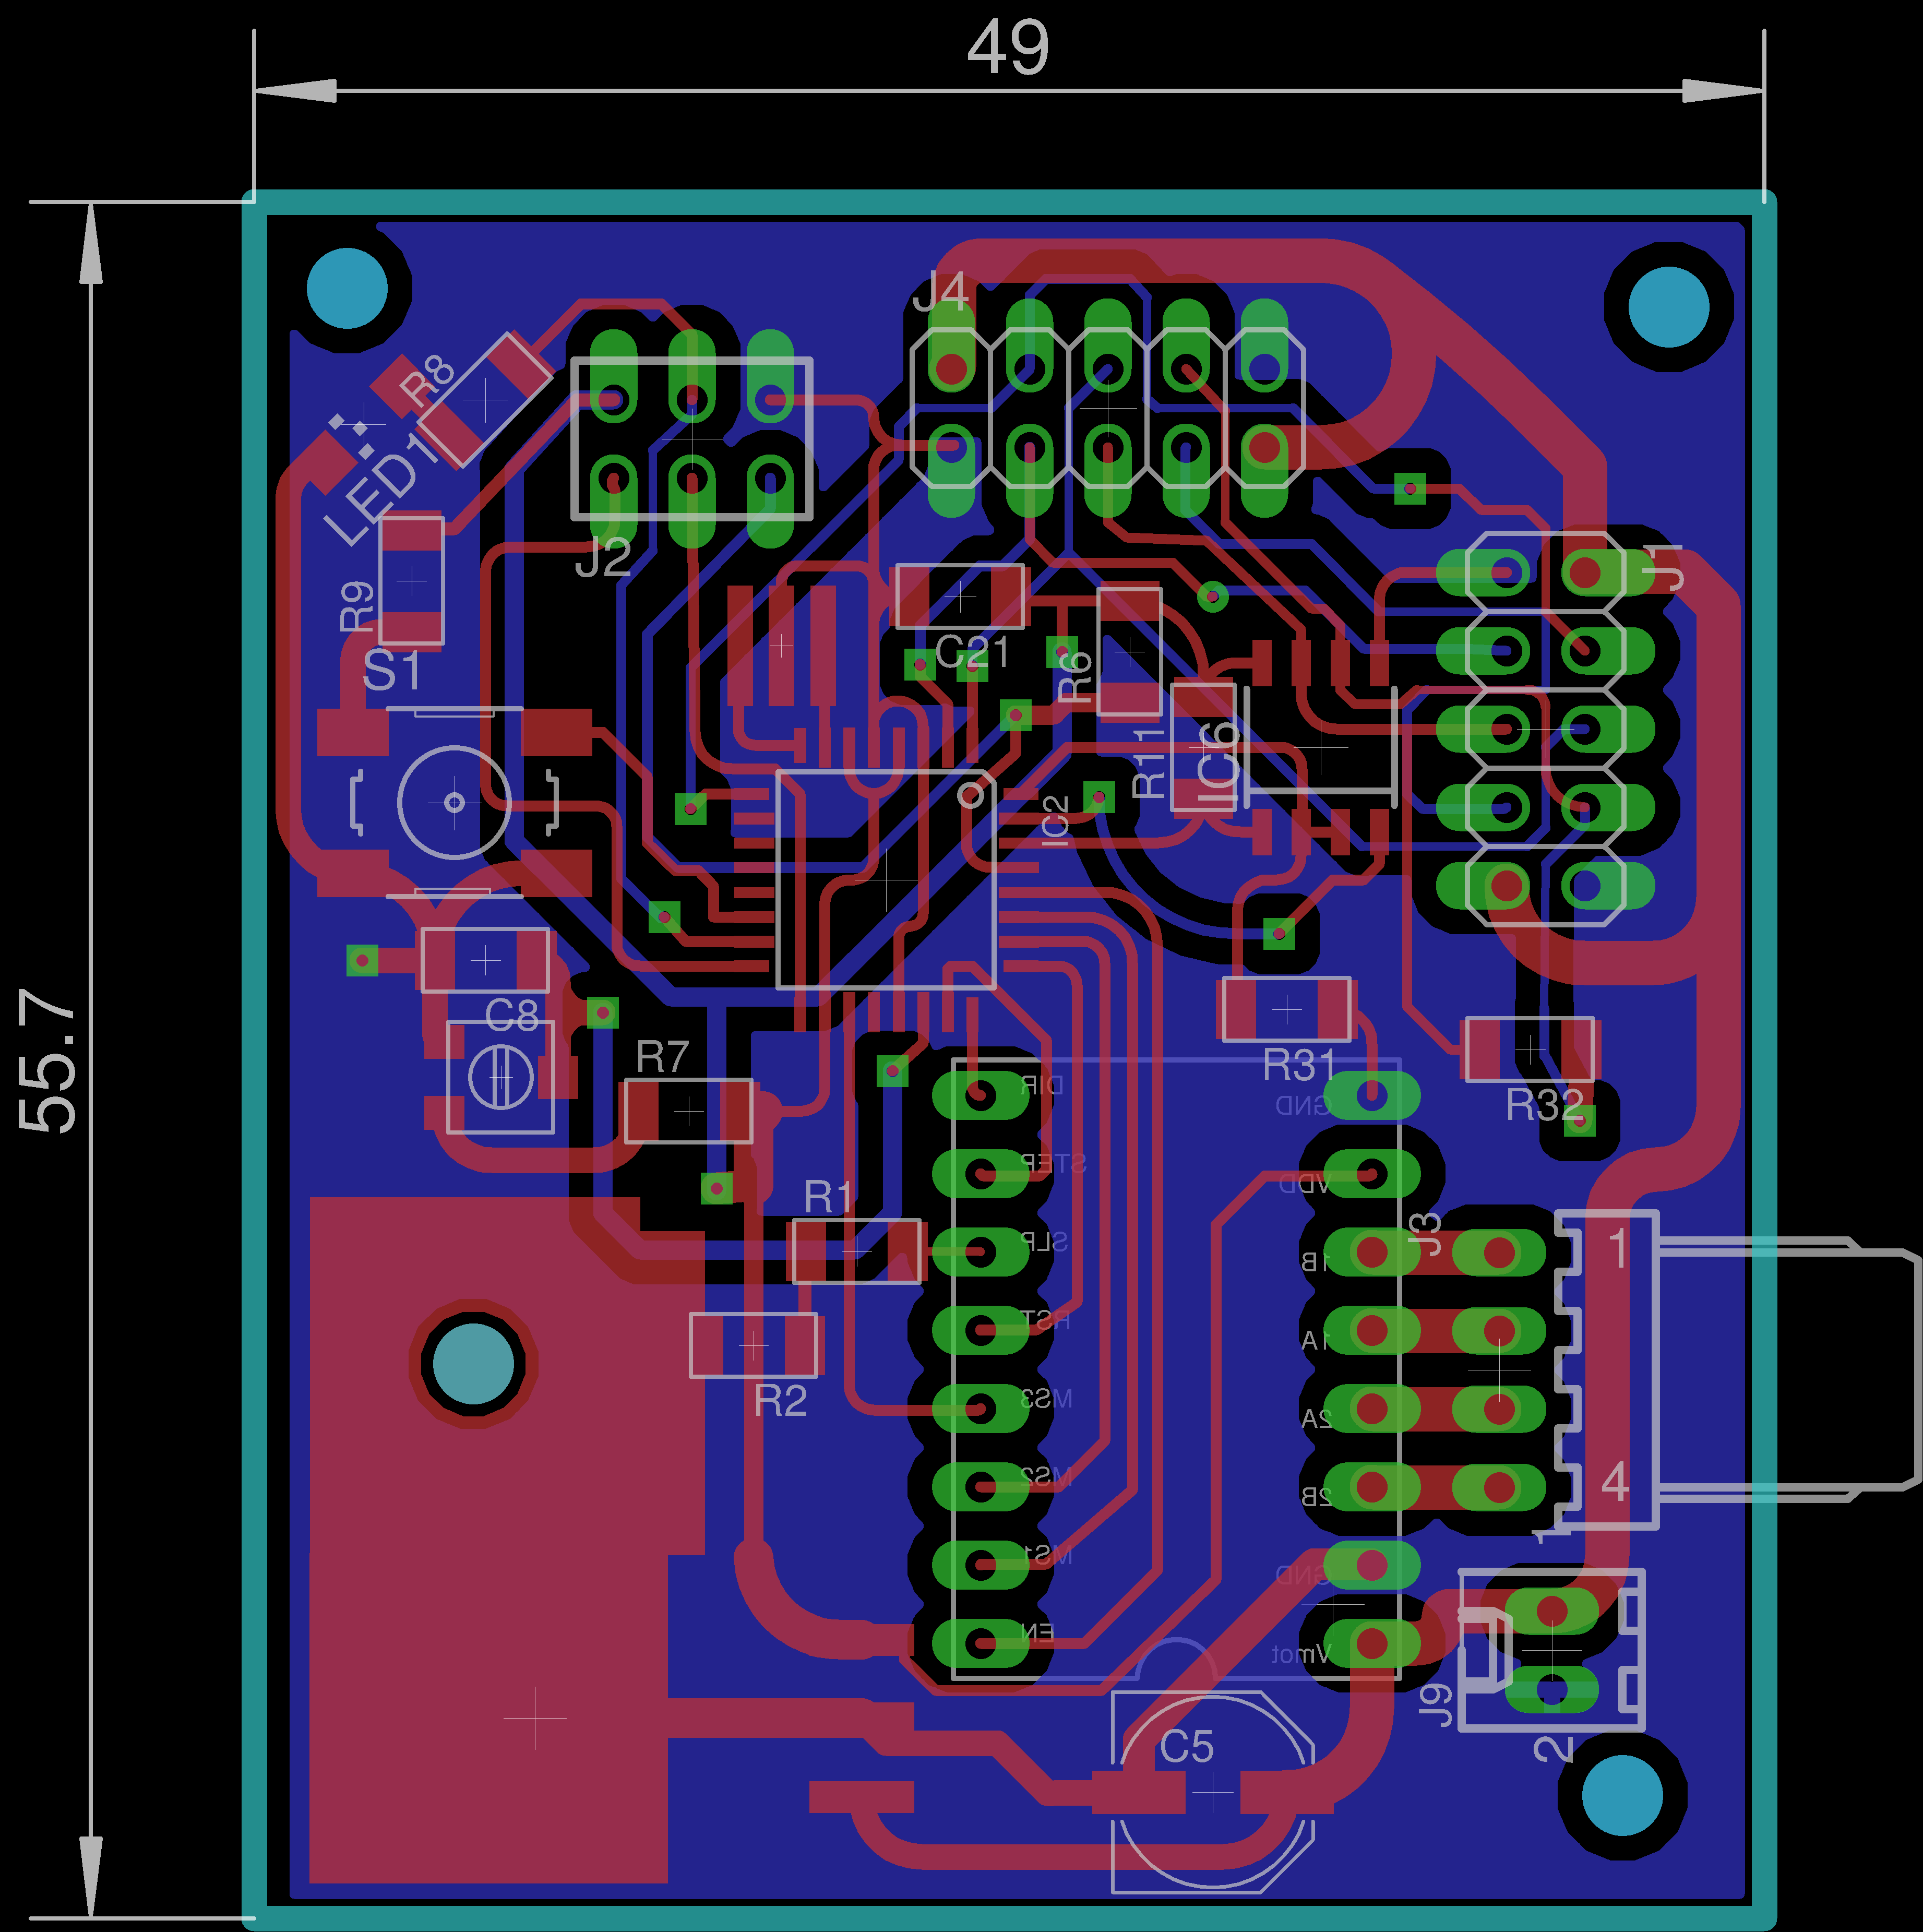 49
55.7
J4
R8
LED1
J2
J1
R9
S1
C21
R6
R11
IC6
IC2
C8
R7
R31
R32
DIR
GND
STEP
VDD
R1
SLP
1B
J3
1
RST
1A
R2
MS3
2A
MS2
2B
4
1
MS1
GND
EN
Vmot
J9
C5
2